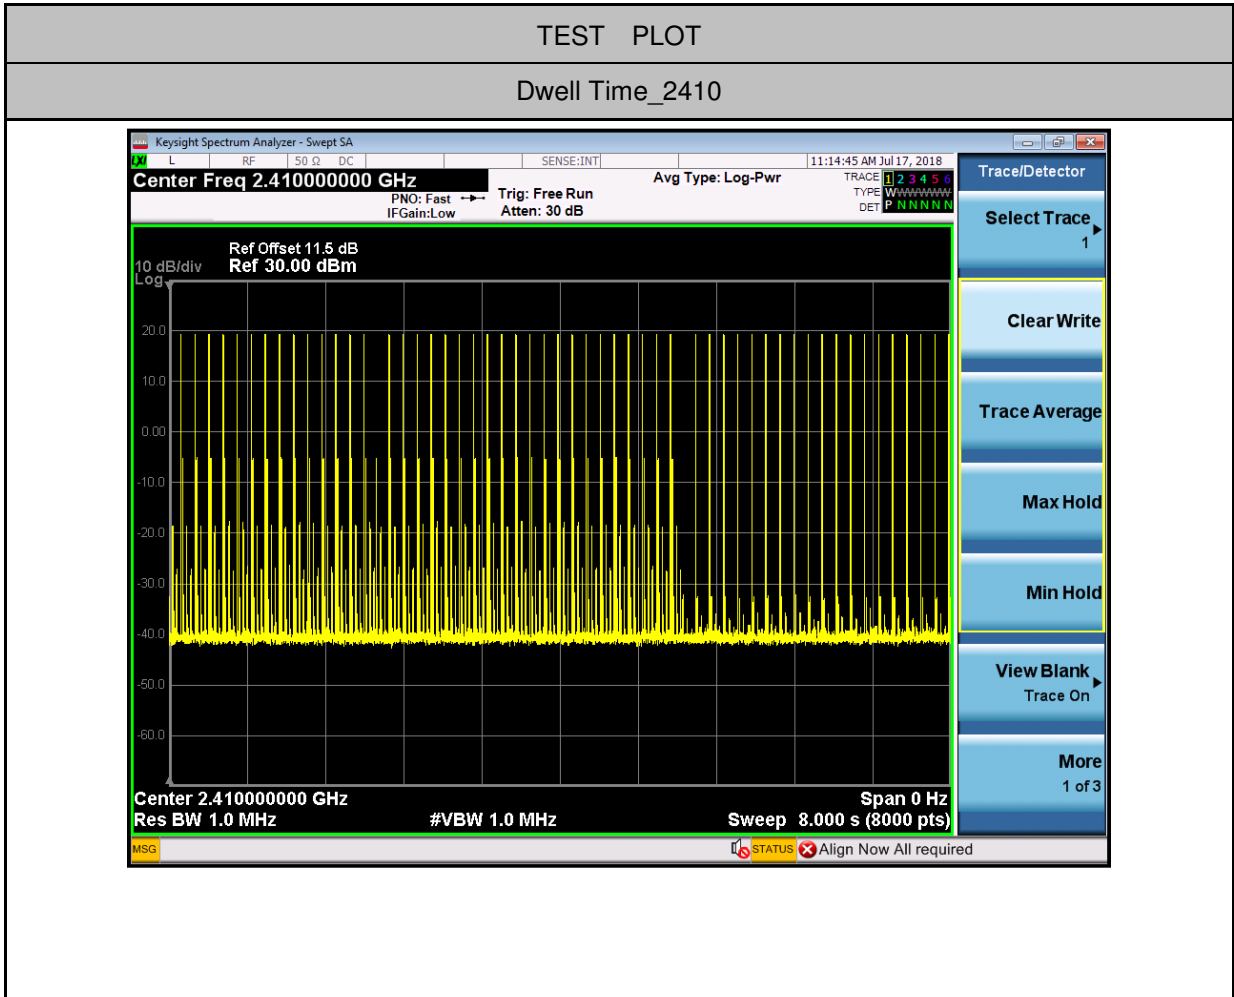 TEST PLOT
Dwell Time_2410
Keysight Spectrum Analyzer - Swept SA
LXI L RF 50 Ω DC SENSE:INT 11:14:45 AM Jul 17, 2018
Center Freq 2.410000000 GHz
PNO: Fast
IFGain:Low
Trig: Free Run
Atten: 30 dB
Avg Type: Log-Pwr
TRACE 1 2 3 4 5 6
TYPE WWWWWW
DET P N N N N N
Ref Offset 11.5 dB
10 dB/div Ref 30.00 dBm
Log
20.0
10.0
0.00
-10.0
-20.0
-30.0
-40.0
-50.0
-60.0
Center 2.410000000 GHz Span 0 Hz
Res BW 1.0 MHz #VBW 1.0 MHz Sweep 8.000 s (8000 pts)
MSG STATUS Align Now All required
Trace/Detector
Select Trace
1
Clear Write
Trace Average
Max Hold
Min Hold
View Blank
Trace On
More
1 of 3